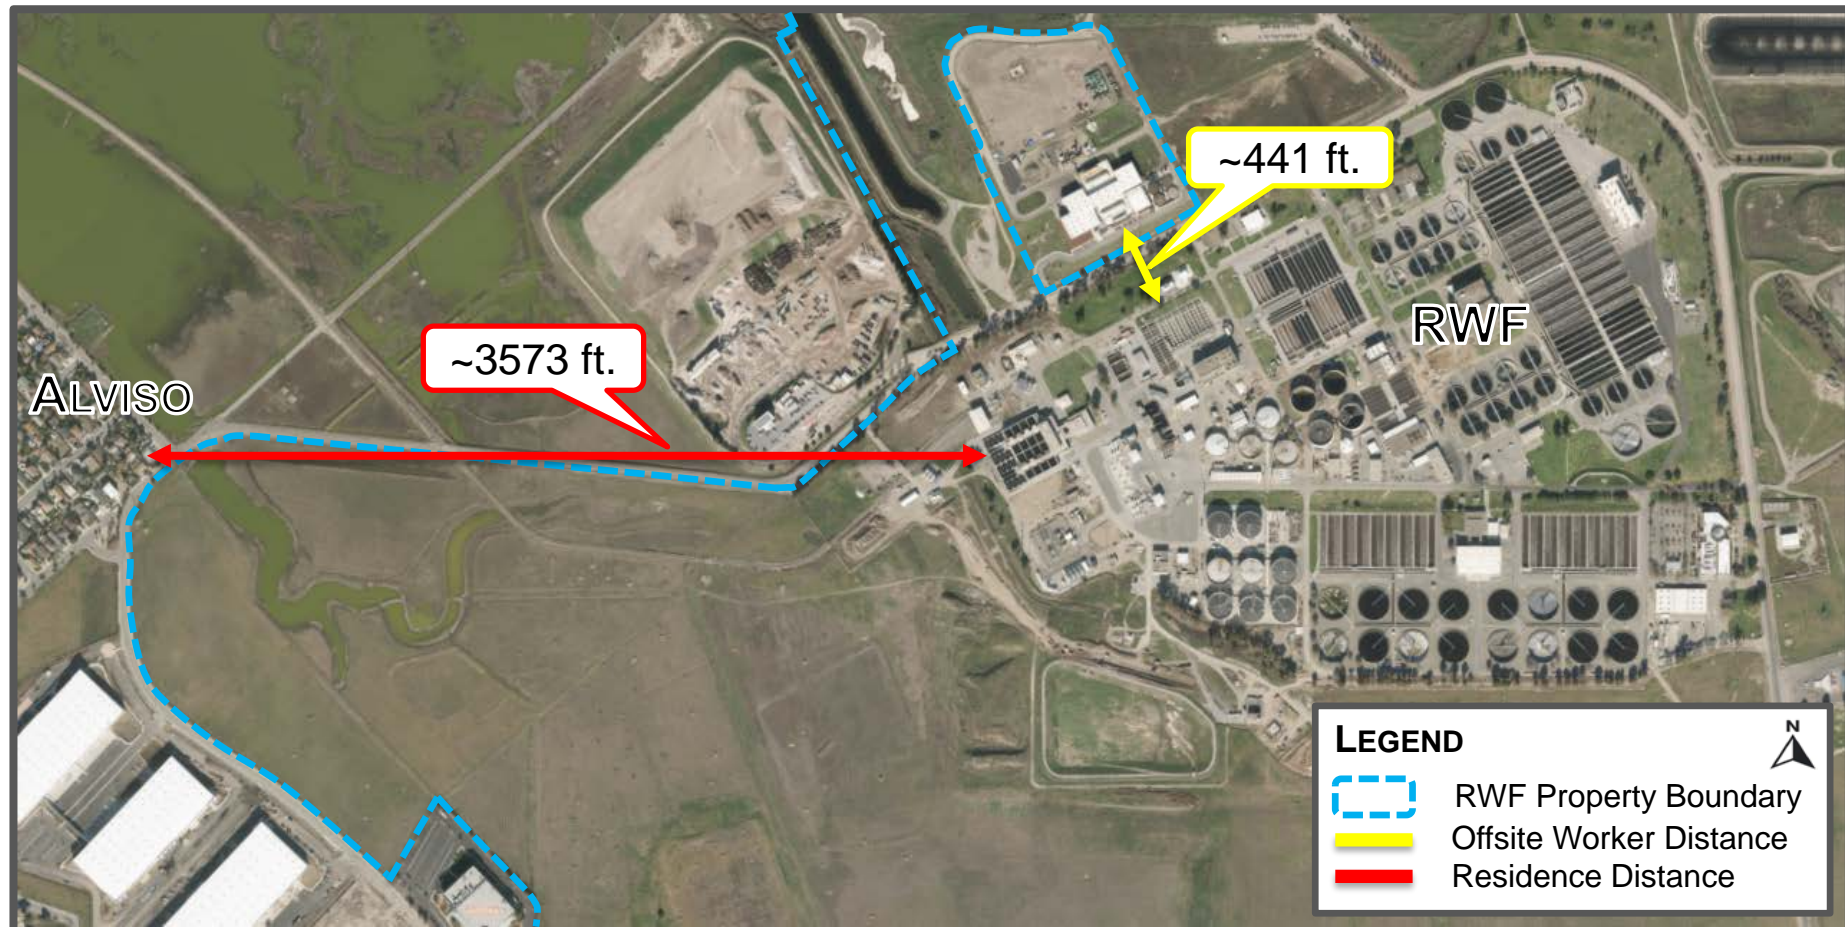 ~441 ft.
RWF
~3573 ft.
ALVISO
LEGEND
N
RWF Property Boundary
Offsite Worker Distance
Residence Distance